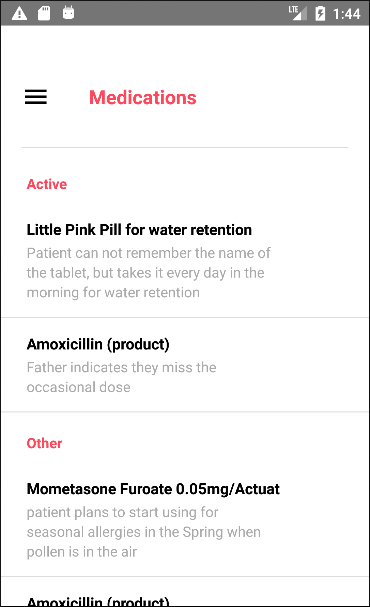 LTE 1:44
Medications
Active
Little Pink Pill for water retention
Patient can not remember the name of
the tablet, but takes it every day in the
morning for water retention
Amoxicillin (product)
Father indicates they miss the
occasional dose
Other
Mometasone Furoate 0.05mg/Actuat
patient plans to start using for
seasonal allergies in the Spring when
pollen is in the air
Amoxicillin (product)